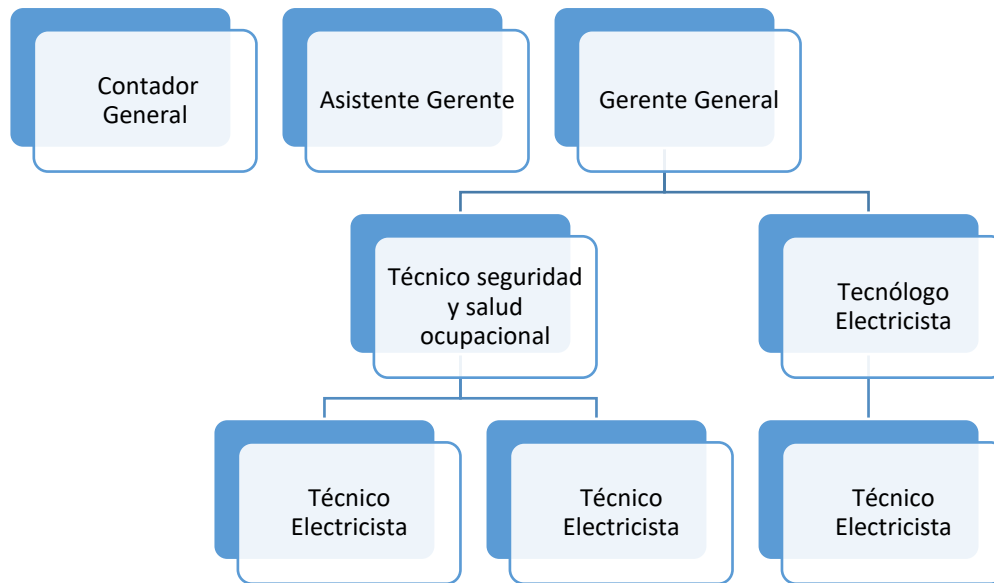 Contador
General
Asistente Gerente
Gerente General
Técnico seguridad
y salud
ocupacional
Tecnólogo
Electricista
Técnico
Electricista
Técnico
Electricista
Técnico
Electricista